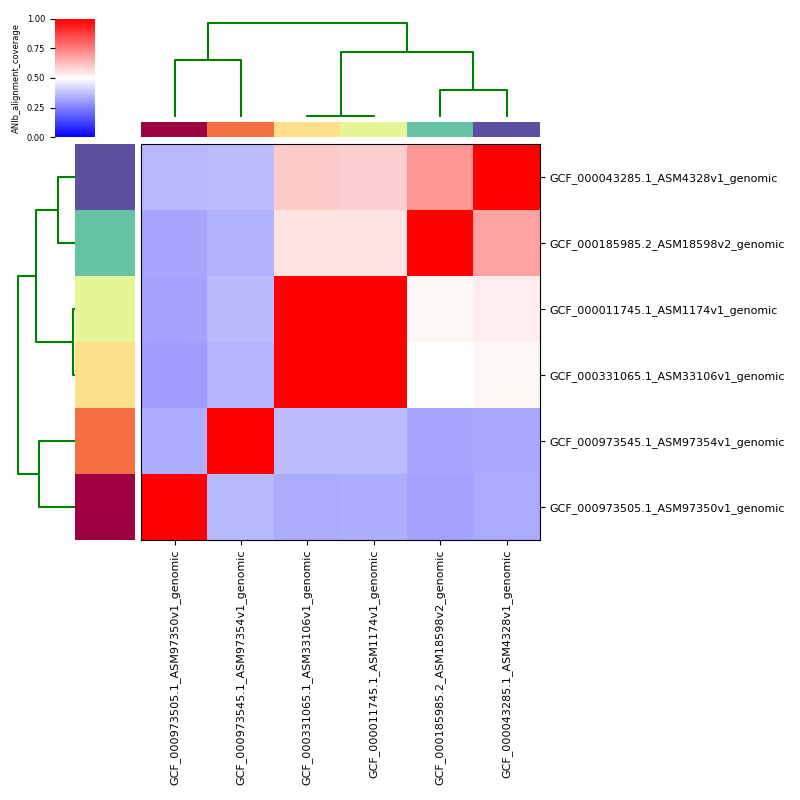 1.00
0.75
0.50
0.25
0.00
ANIb_alignment_coverage
GCF_000043285.1_ASM4328v1_genomic
GCF_000185985.2_ASM18598v2_genomic
GCF_000011745.1_ASM1174v1_genomic
GCF_000331065.1_ASM33106v1_genomic
GCF_000973545.1_ASM97354v1_genomic
GCF_000973505.1_ASM97350v1_genomic
GCF_000973505.1_ASM97350v1_genomic
GCF_000973545.1_ASM97354v1_genomic
GCF_000331065.1_ASM33106v1_genomic
GCF_000011745.1_ASM1174v1_genomic
GCF_000185985.2_ASM18598v2_genomic
GCF_000043285.1_ASM4328v1_genomic